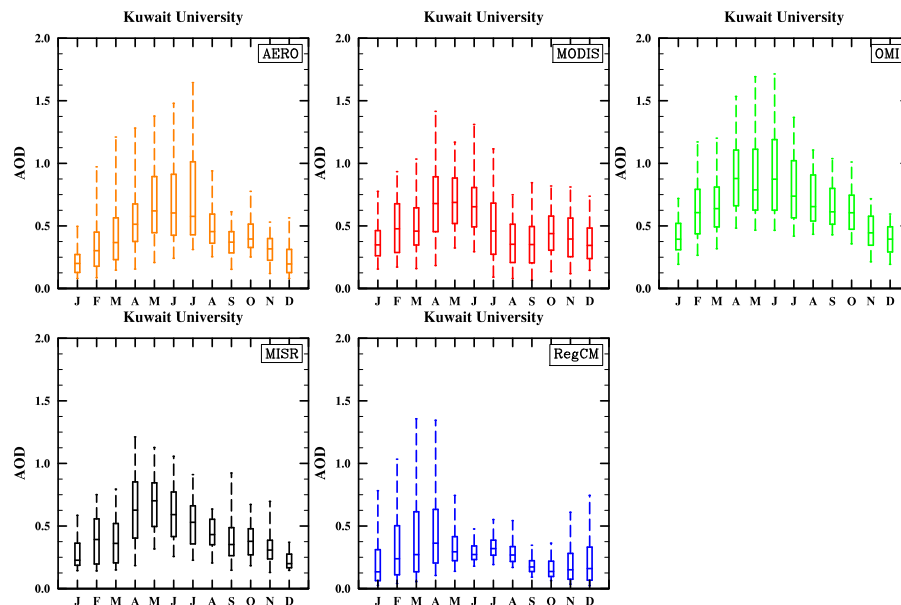 Kuwait University Kuwait University Kuwait University
2.0 AERO 2.0 MODIS 2.0 OMI
1.5 1.5 1.5
AOD 1.0 AOD 1.0 AOD 1.0
0.5 0.5 0.5
0.0 0.0 0.0
J F M A M J J A S O N D J F M A M J J A S O N D J F M A M J J A S O N D
Kuwait University Kuwait University
2.0 MISR 2.0 RegCM
1.5 1.5
AOD 1.0 AOD 1.0
0.5 0.5
0.0 0.0
J F M A M J J A S O N D J F M A M J J A S O N D